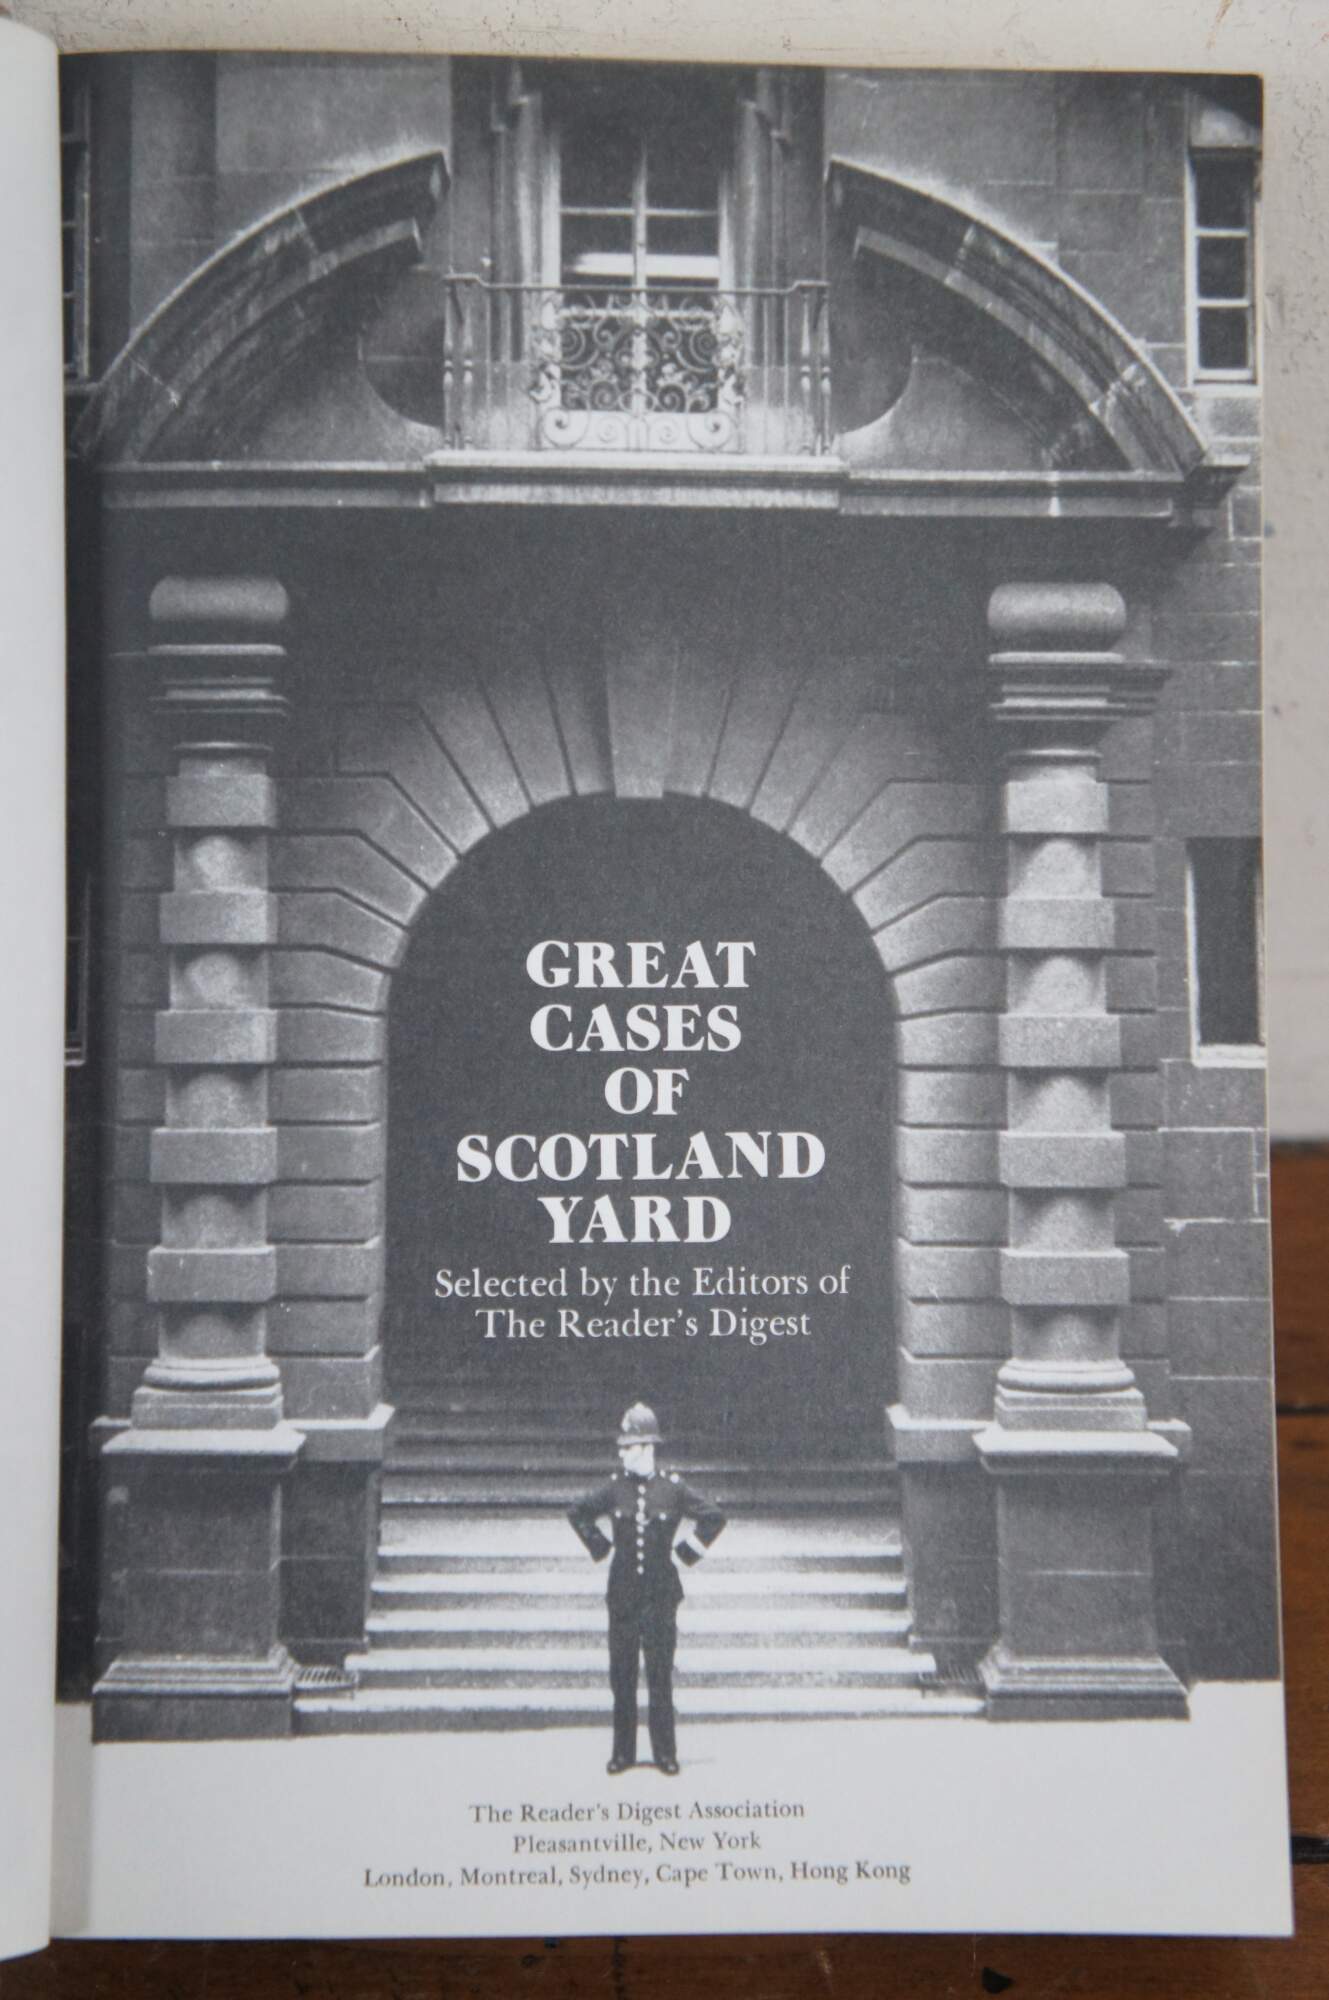 GREAT
CASES
OF
SCOTLAND
YARD
Selected by the Editors of
The Reader's Digest
The Reader's Digest Association
Pleasantville, New York
London, Montreal, Sydney, Cape Town, Hong Kong